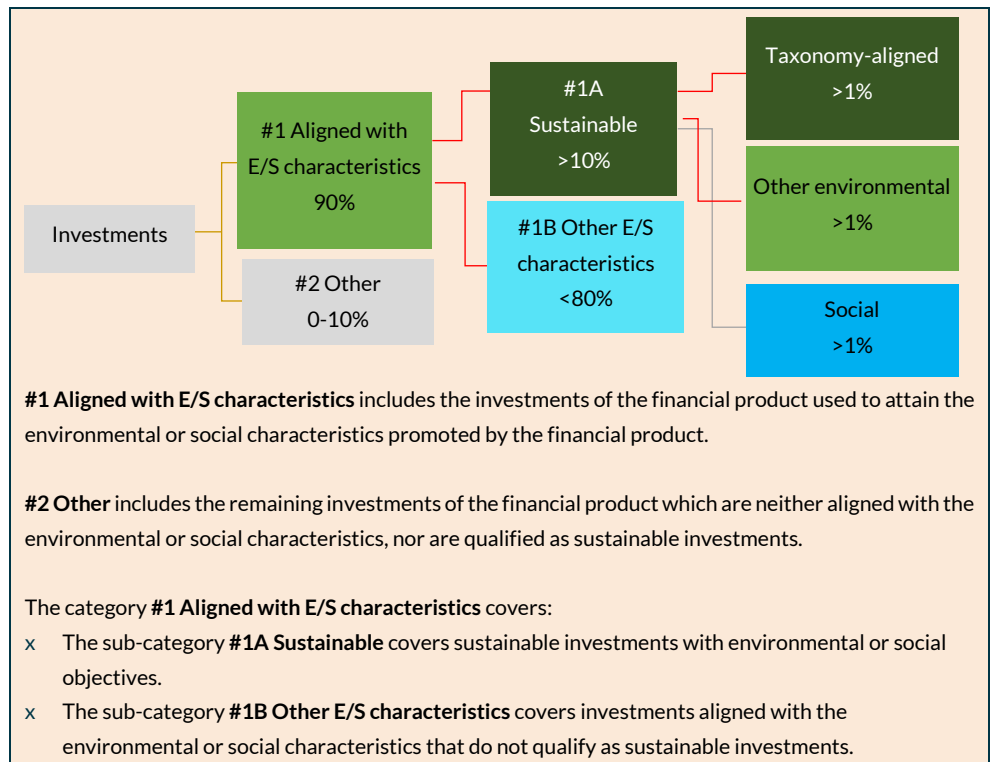 Investments
#1 Aligned with
E/S characteristics
90%
#2 Other
0-10%
#1A
Sustainable
>10%
#1B Other E/S
characteristics
<80%
Taxonomy-aligned
>1%
Other environmental
>1%
Social
>1%
#1 Aligned with E/S characteristics includes the investments of the financial product used to attain the
environmental or social characteristics promoted by the financial product.
#2 Other includes the remaining investments of the financial product which are neither aligned with the
environmental or social characteristics, nor are qualified as sustainable investments.
The category #1 Aligned with E/S characteristics covers:
x The sub-category #1A Sustainable covers sustainable investments with environmental or social
objectives.
x The sub-category #1B Other E/S characteristics covers investments aligned with the
environmental or social characteristics that do not qualify as sustainable investments.